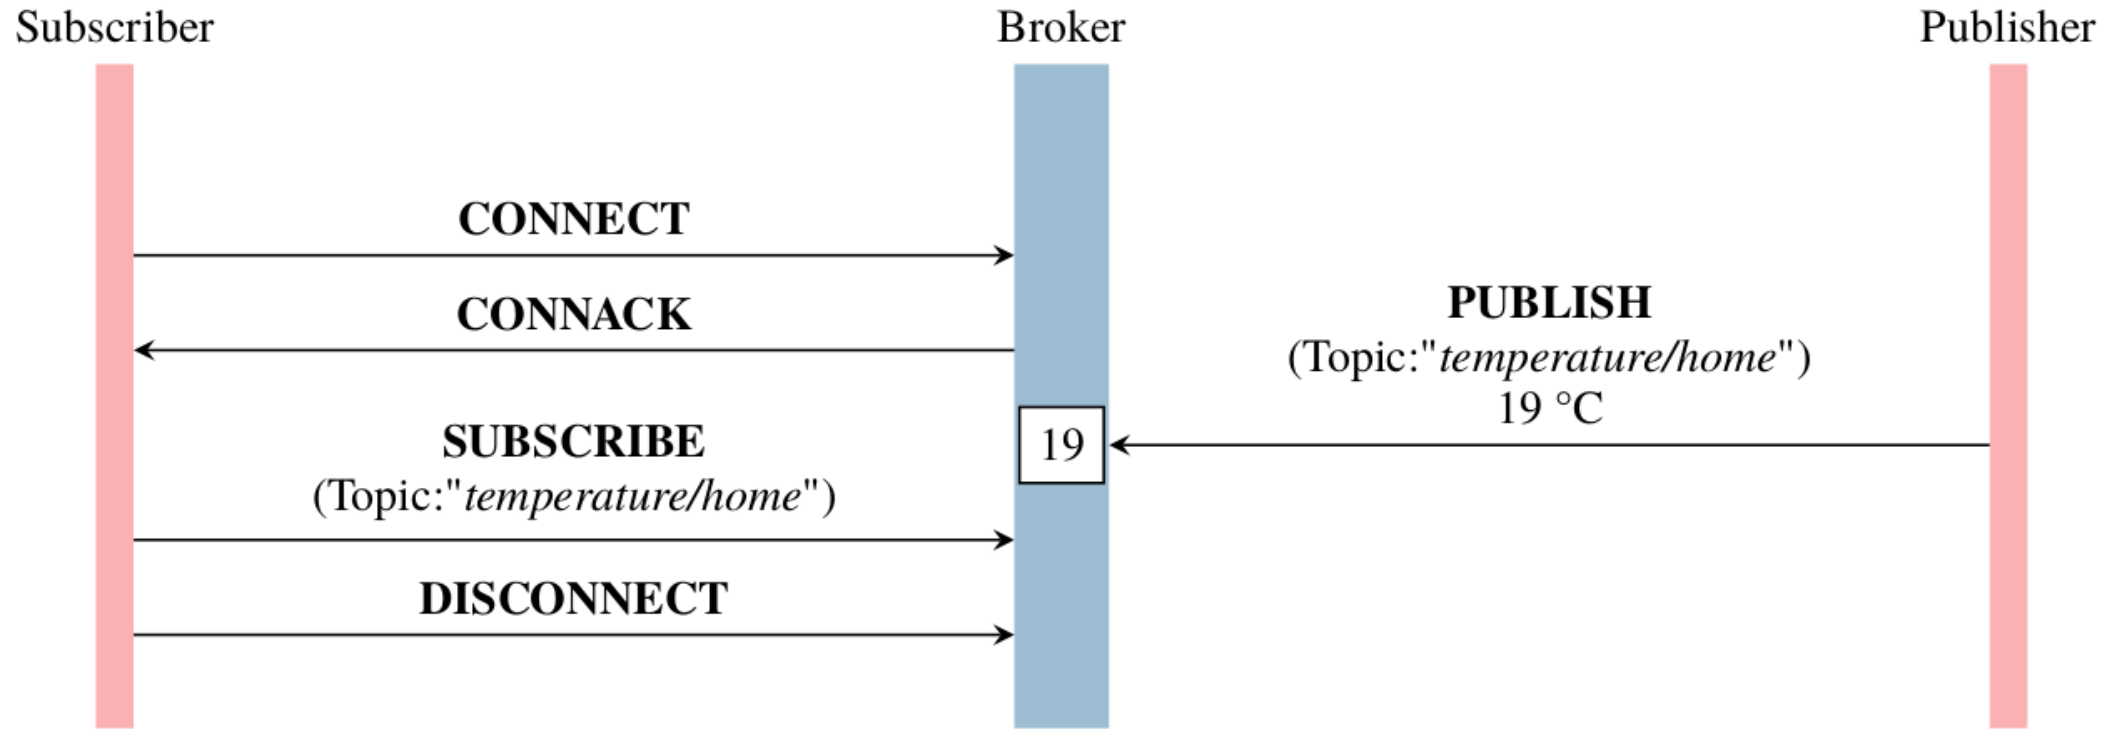 Subscriber
Broker
Publisher
CONNECT
CONNACK
PUBLISH
(Topic:"temperature/home")
19 °C
19
SUBSCRIBE
(Topic:"temperature/home")
DISCONNECT